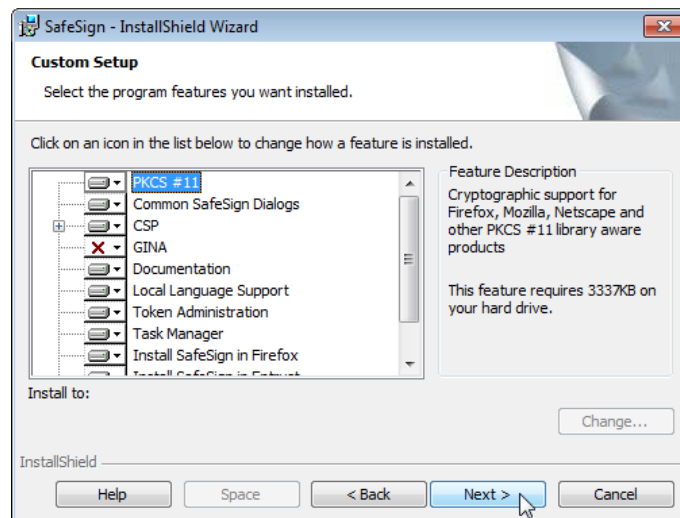 SafeSign - InstallShield Wizard
Custom Setup
Select the program features you want installed.
Click on an icon in the list below to change how a feature is installed.
PKCS #11
Common SafeSign Dialogs
CSP
GINA
Documentation
Local Language Support
Token Administration
Task Manager
Install SafeSign in Firefox
Install SafeSign in Entrust
Feature Description
Cryptographic support for
Firefox, Mozilla, Netscape and
other PKCS #11 library aware
products
This feature requires 3337KB on
your hard drive.
Install to:
Change...
InstallShield
Help
Space
< Back
Next >
Cancel